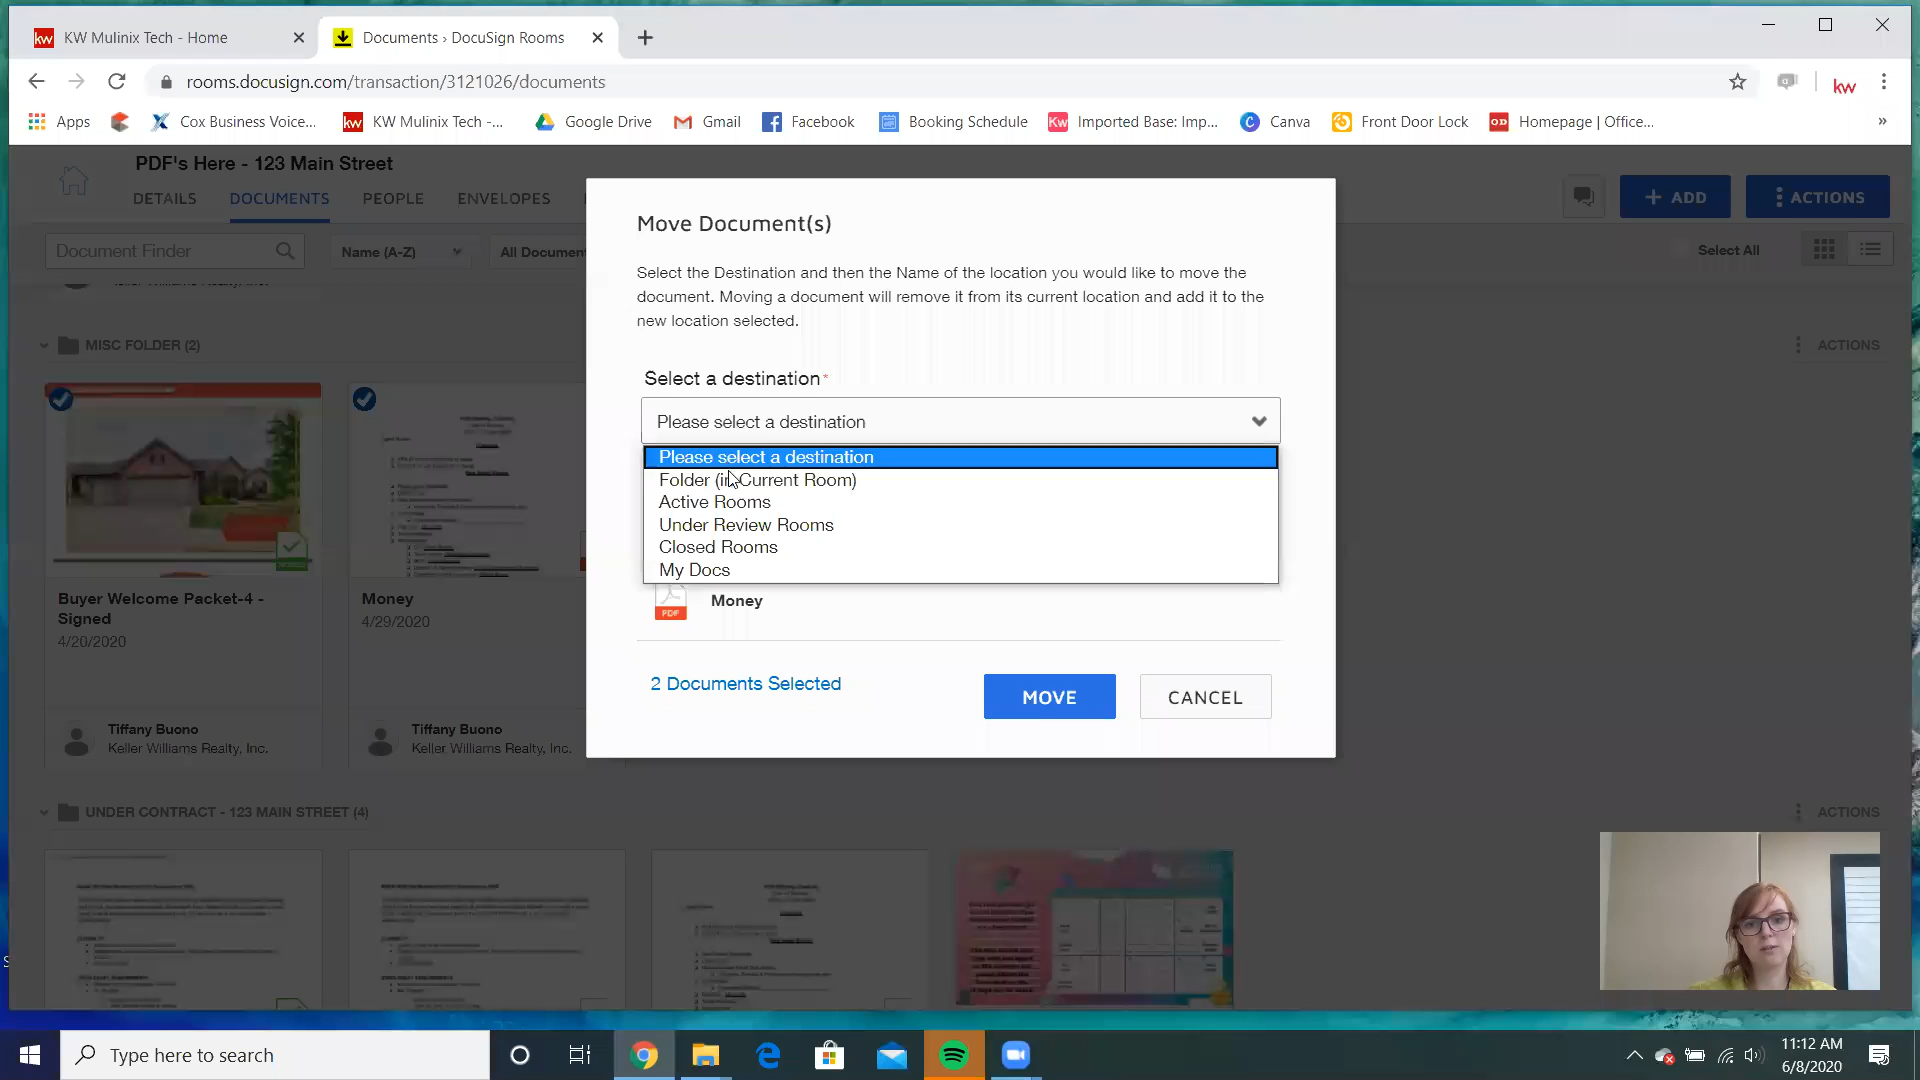 KW Mulinix Tech - Home
Documents › DocuSign Rooms
rooms.docusign.com/transaction/3121026/documents
kw
Apps
Cox Business Voice...
KW Mulinix Tech -...
Google Drive
Gmail
Facebook
Booking Schedule
Imported Base: Imp...
Canva
Front Door Lock
Homepage | Office...
»
PDF's Here - 123 Main Street
DETAILS
DOCUMENTS
PEOPLE
ENVELOPES
+ ADD
ACTIONS
Document Finder
Name (A-Z)
All Document
Select All
MISC FOLDER (2)
ACTIONS
Move Document(s)
Select the Destination and then the Name of the location you would like to move the
document. Moving a document will remove it from its current location and add it to the
new location selected.
Select a destination*
Please select a destination
Please select a destination
Folder (in Current Room)
Active Rooms
Under Review Rooms
Closed Rooms
My Docs
PDF
Money
2 Documents Selected
MOVE
CANCEL
Buyer Welcome Packet-4 -
Signed
4/20/2020
Tiffany Buono
Keller Williams Realty, Inc.
Money
4/29/2020
Tiffany Buono
Keller Williams Realty, Inc.
UNDER CONTRACT - 123 MAIN STREET (4)
ACTIONS
Type here to search
11:12 AM
6/8/2020